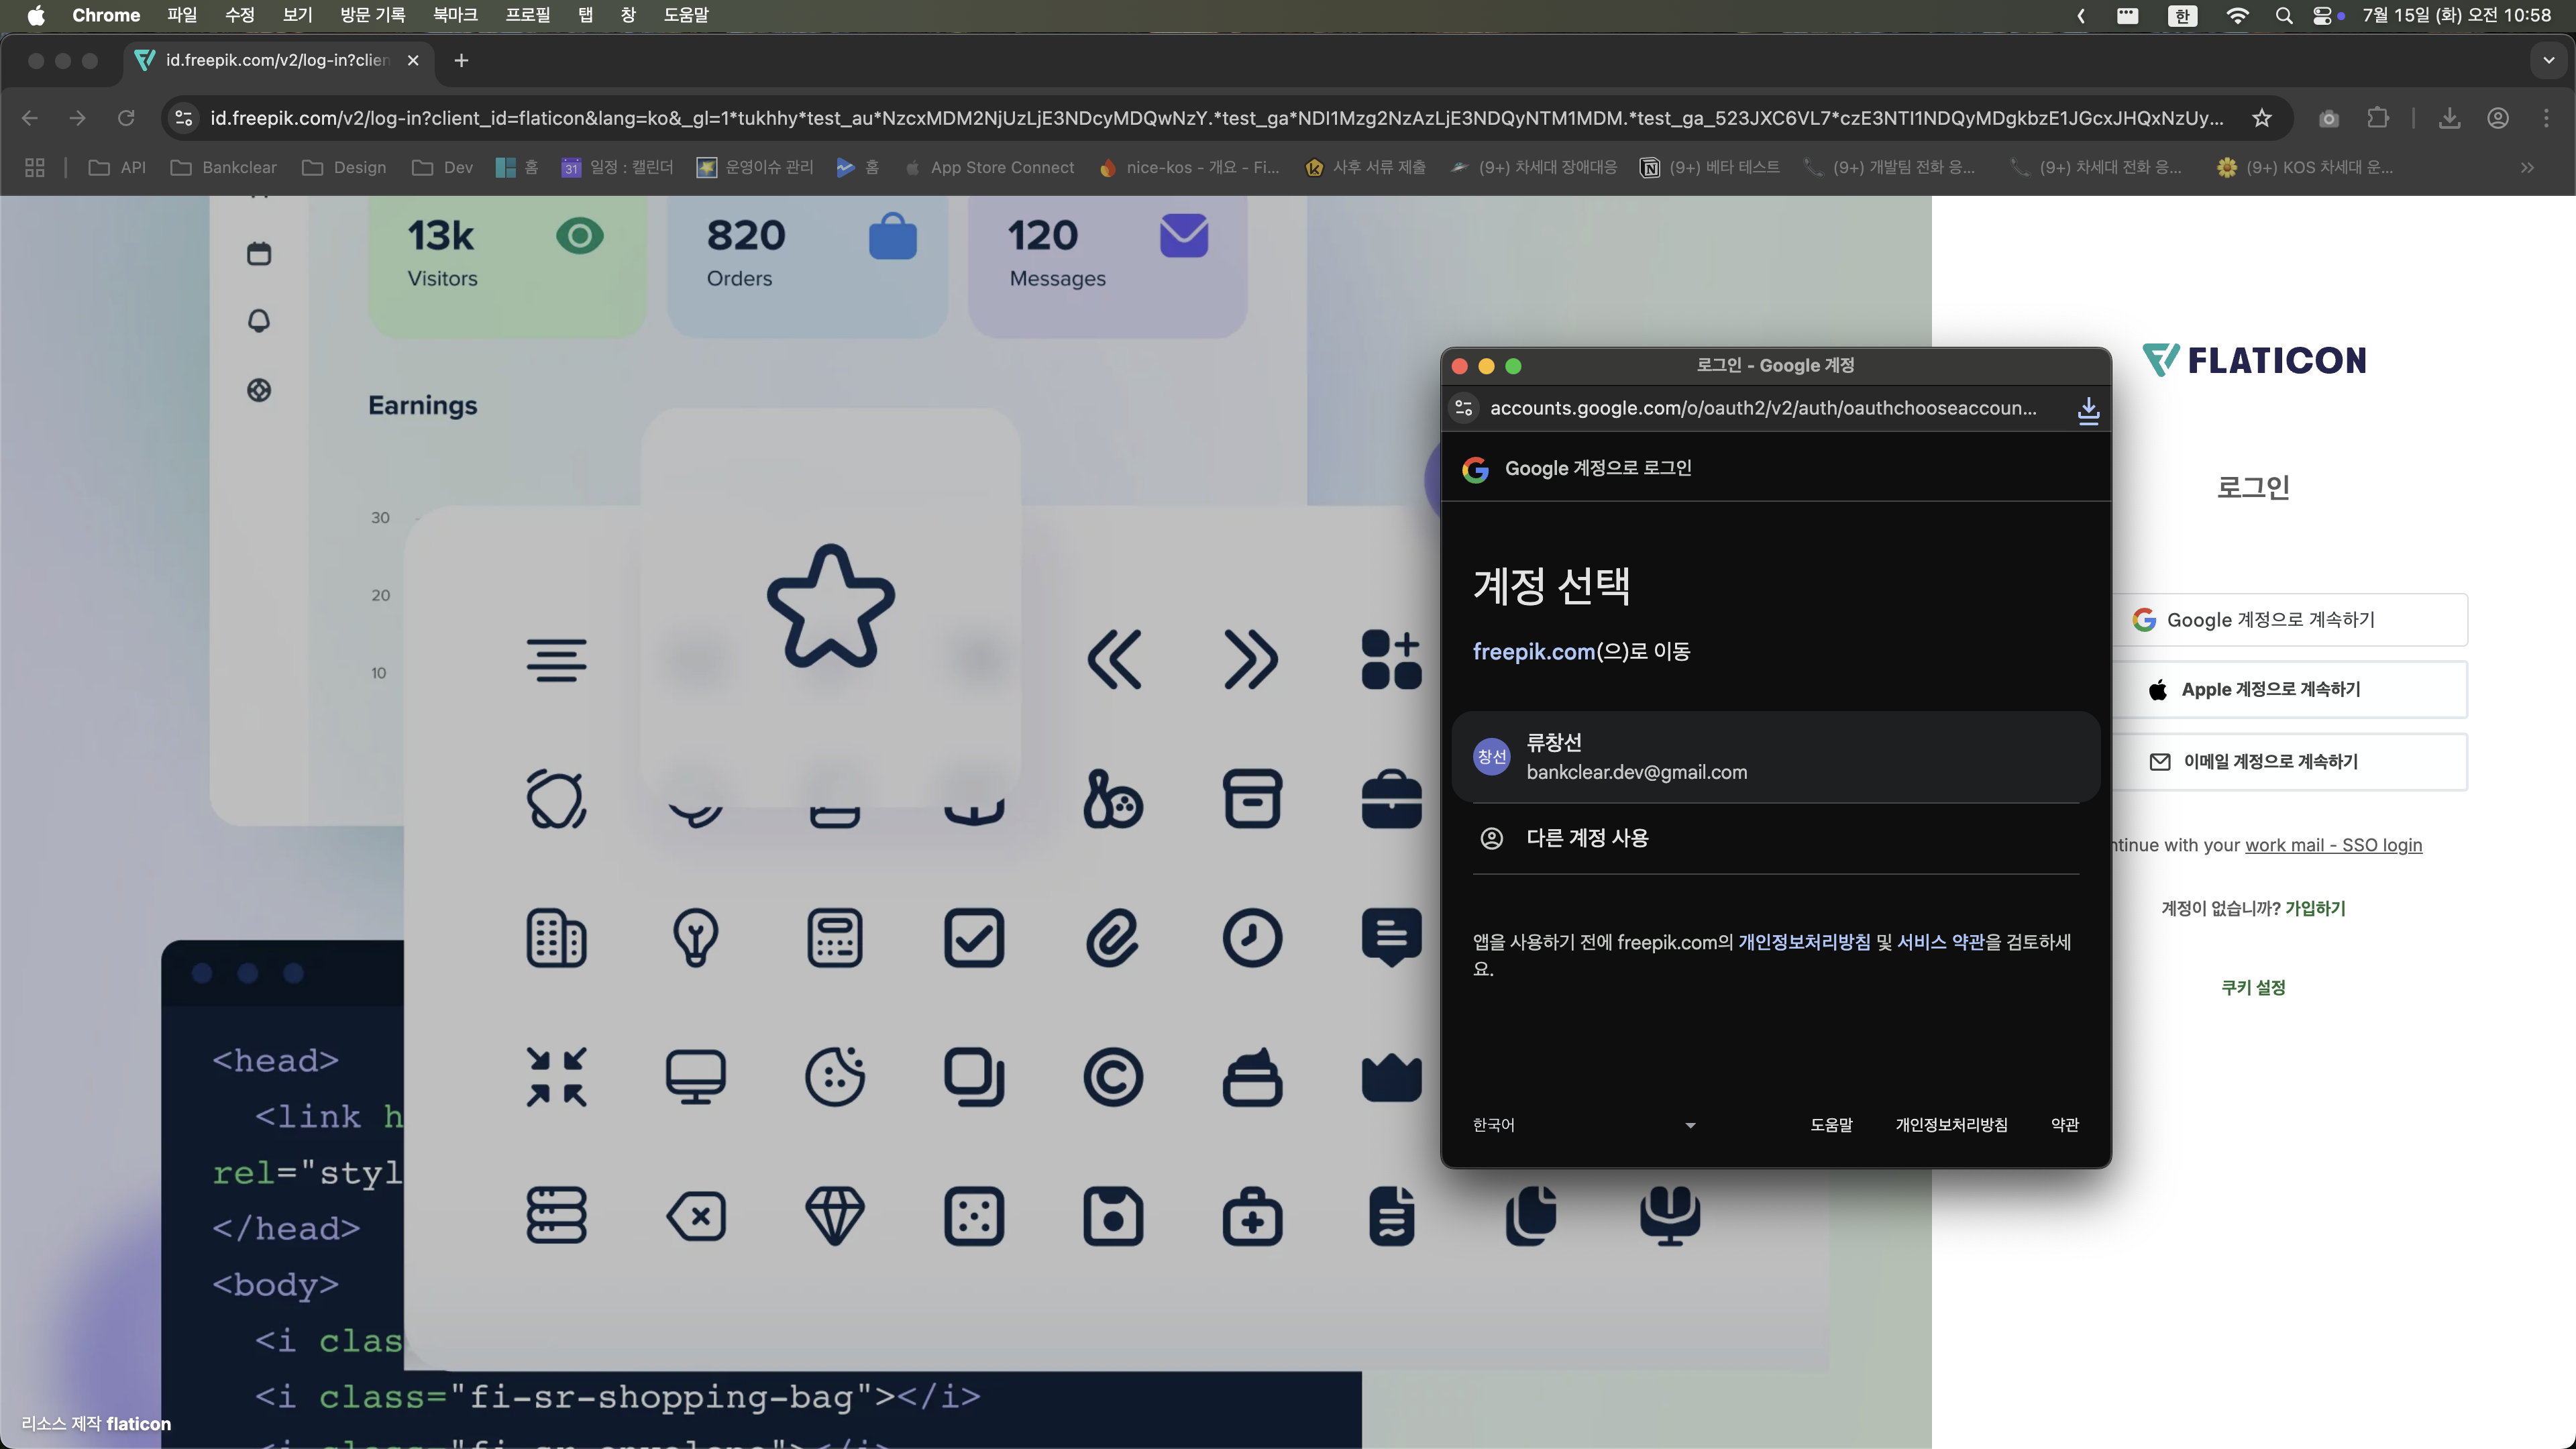 Chrome 파일 수정 보기 방문 기록 북마크 프로필 탭 창 도움말
한 7월 15일 (화) 오전 10:58
id.freepik.com/v2/log-in?clien
id.freepik.com/v2/log-in?client_id=flaticon&lang=ko&_gl=1*tukhhy*test_au*NzcxMDM2NjUzLjE3NDcyMDQwNzY.*test_ga*NDI1Mzg2NzAzLjE3NDQyNTM1MDM.*test_ga_523JXC6VL7*czE3NTI1NDQyMDgkbzE1JGcxJHQxNzUy...
API Bankclear Design Dev 홈 31 일정 : 캘린더 운영이슈 관리 홈 App Store Connect nice-kos - 개요 - Fi... 사후 서류 제출 (9+) 차세대 장애대응 (9+) 베타 테스트 (9+) 개발팀 전화 응... (9+) 차세대 전화 응... (9+) KOS 차세대 운...
13k
Visitors
820
Orders
120
Messages
Earnings
30
20
10
<head>
<link h
rel="styl
</head>
<body>
<i clas
<i class="fi-sr-shopping-bag"></i>
리소스 제작 flaticon
로그인 - Google 계정
accounts.google.com/o/oauth2/v2/auth/oauthchooseaccoun...
Google 계정으로 로그인
계정 선택
freepik.com(으)로 이동
창선
류창선
bankclear.dev@gmail.com
다른 계정 사용
앱을 사용하기 전에 freepik.com의 개인정보처리방침 및 서비스 약관을 검토하세
요.
한국어 도움말 개인정보처리방침 약관
FLATICON
로그인
Google 계정으로 계속하기
Apple 계정으로 계속하기
이메일 계정으로 계속하기
ntinue with your work mail - SSO login
계정이 없습니까? 가입하기
쿠키 설정